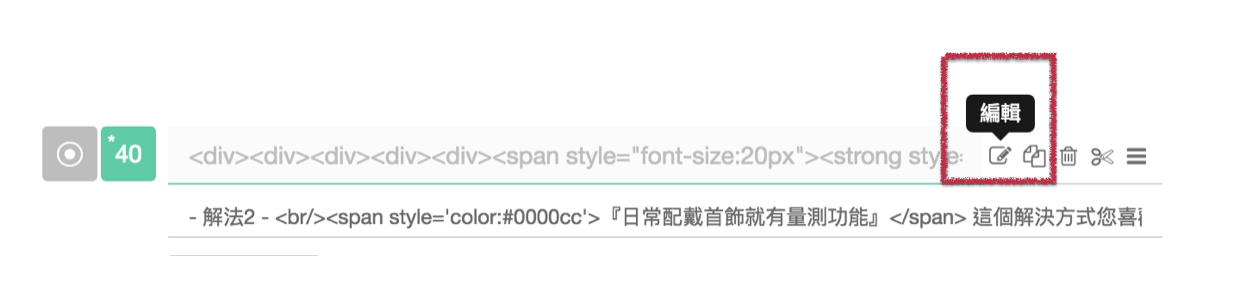 編輯
*40 <div><div><div><div><div><span style="font-size:20px"><strong style=
- 解法2 - <br/><span style='color:#0000cc'>『日常配戴首飾就有量測功能』</span> 這個解決方式您喜